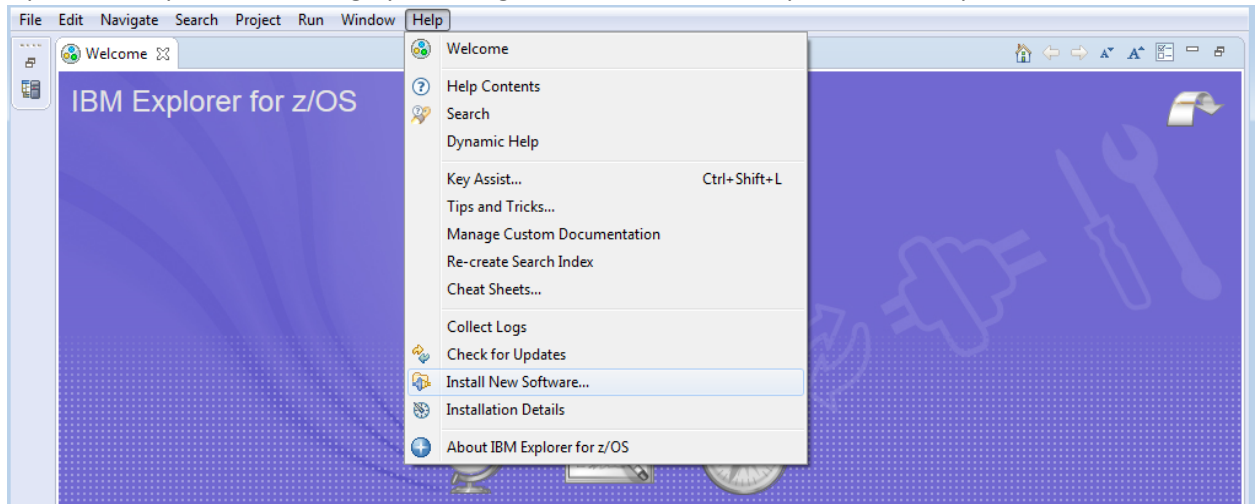 File Edit Navigate Search Project Run Window Help
Welcome
IBM Explorer for z/OS
Welcome
Help Contents
Search
Dynamic Help
Key Assist... Ctrl+Shift+L
Tips and Tricks...
Manage Custom Documentation
Re-create Search Index
Cheat Sheets...
Collect Logs
Check for Updates
Install New Software...
Installation Details
About IBM Explorer for z/OS